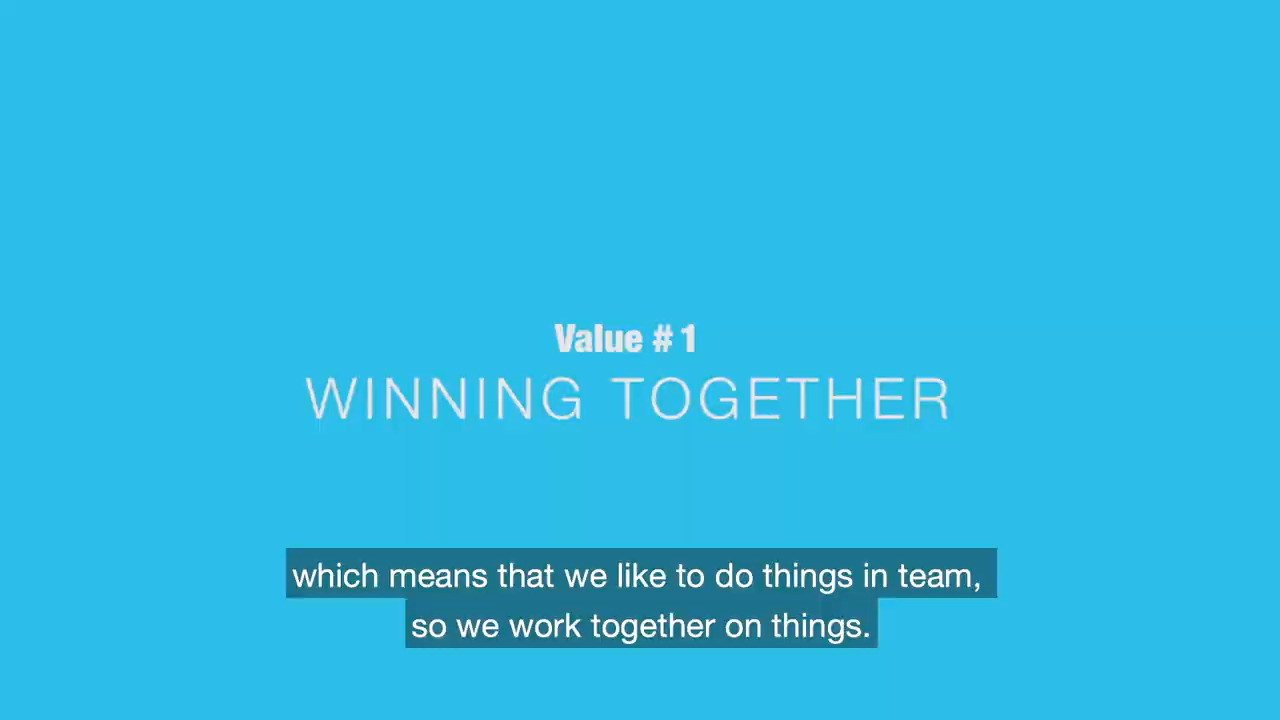 Value # 1
WINNING TOGETHER
which means that we like to do things in team,
so we work together on things.